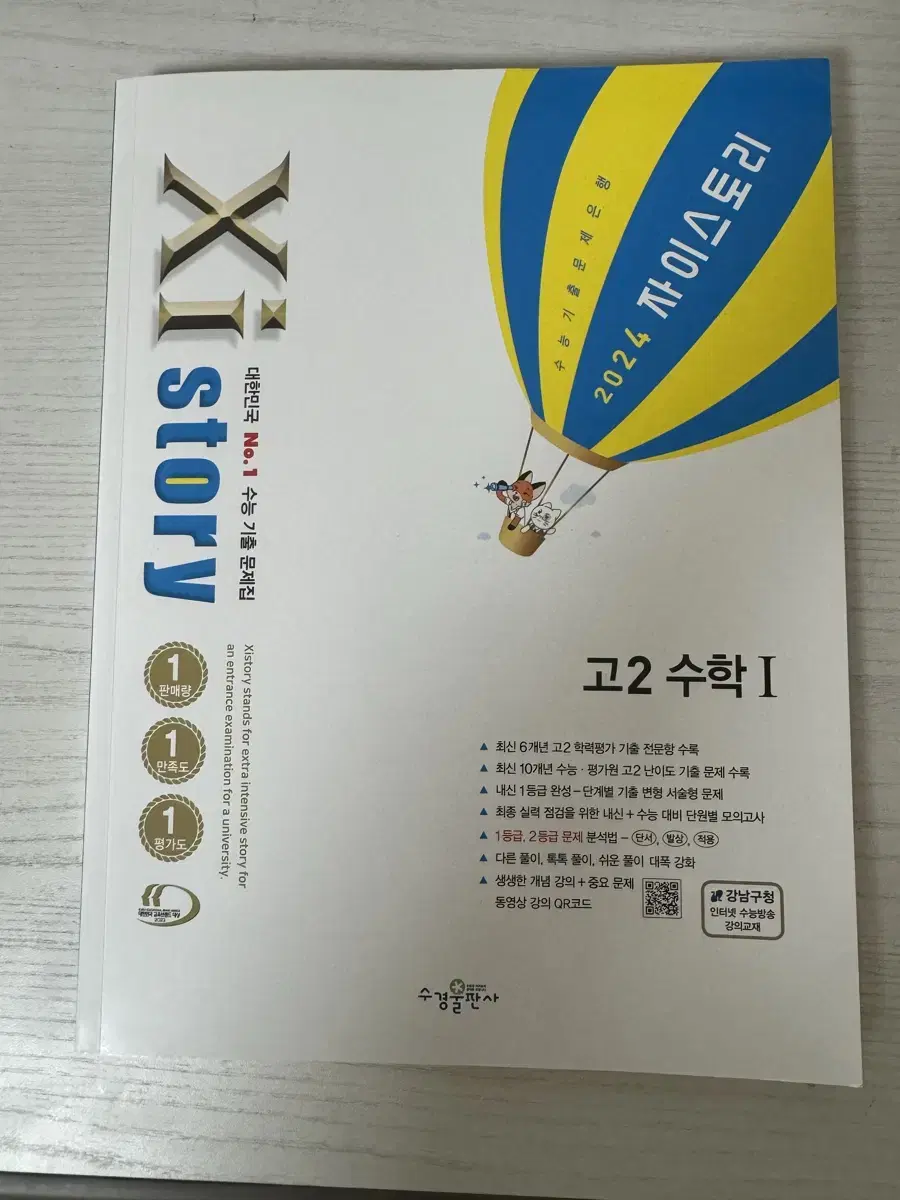 Xi story
대한민국 No.1 수능 기출 문제집
Xistory stands for extra intensive story for
an entrance examination for a university.
수능 기출 문제 은행
2024 자이스토리
1
판매량
1
만족도
1
평가도
고2 수학 I
▲ 최신 6개년 고2 학력평가 기출 전문항 수록
▲ 최신 10개년 수능 · 평가원 고2 난이도 기출 문제 수록
▲ 내신 1등급 완성 – 단계별 기출 변형 서술형 문제
▲ 최종 실력 점검을 위한 내신 + 수능 대비 단원별 모의고사
▲ 1등급, 2등급 문제 분석법 – 단서, 발상, 적용
▲ 다른 풀이, 톡톡 풀이, 쉬운 풀이 대폭 강화
▲ 생생한 개념 강의 + 중요 문제
동영상 강의 QR코드
강남구청
인터넷 수능방송
강의교재
수경출판사